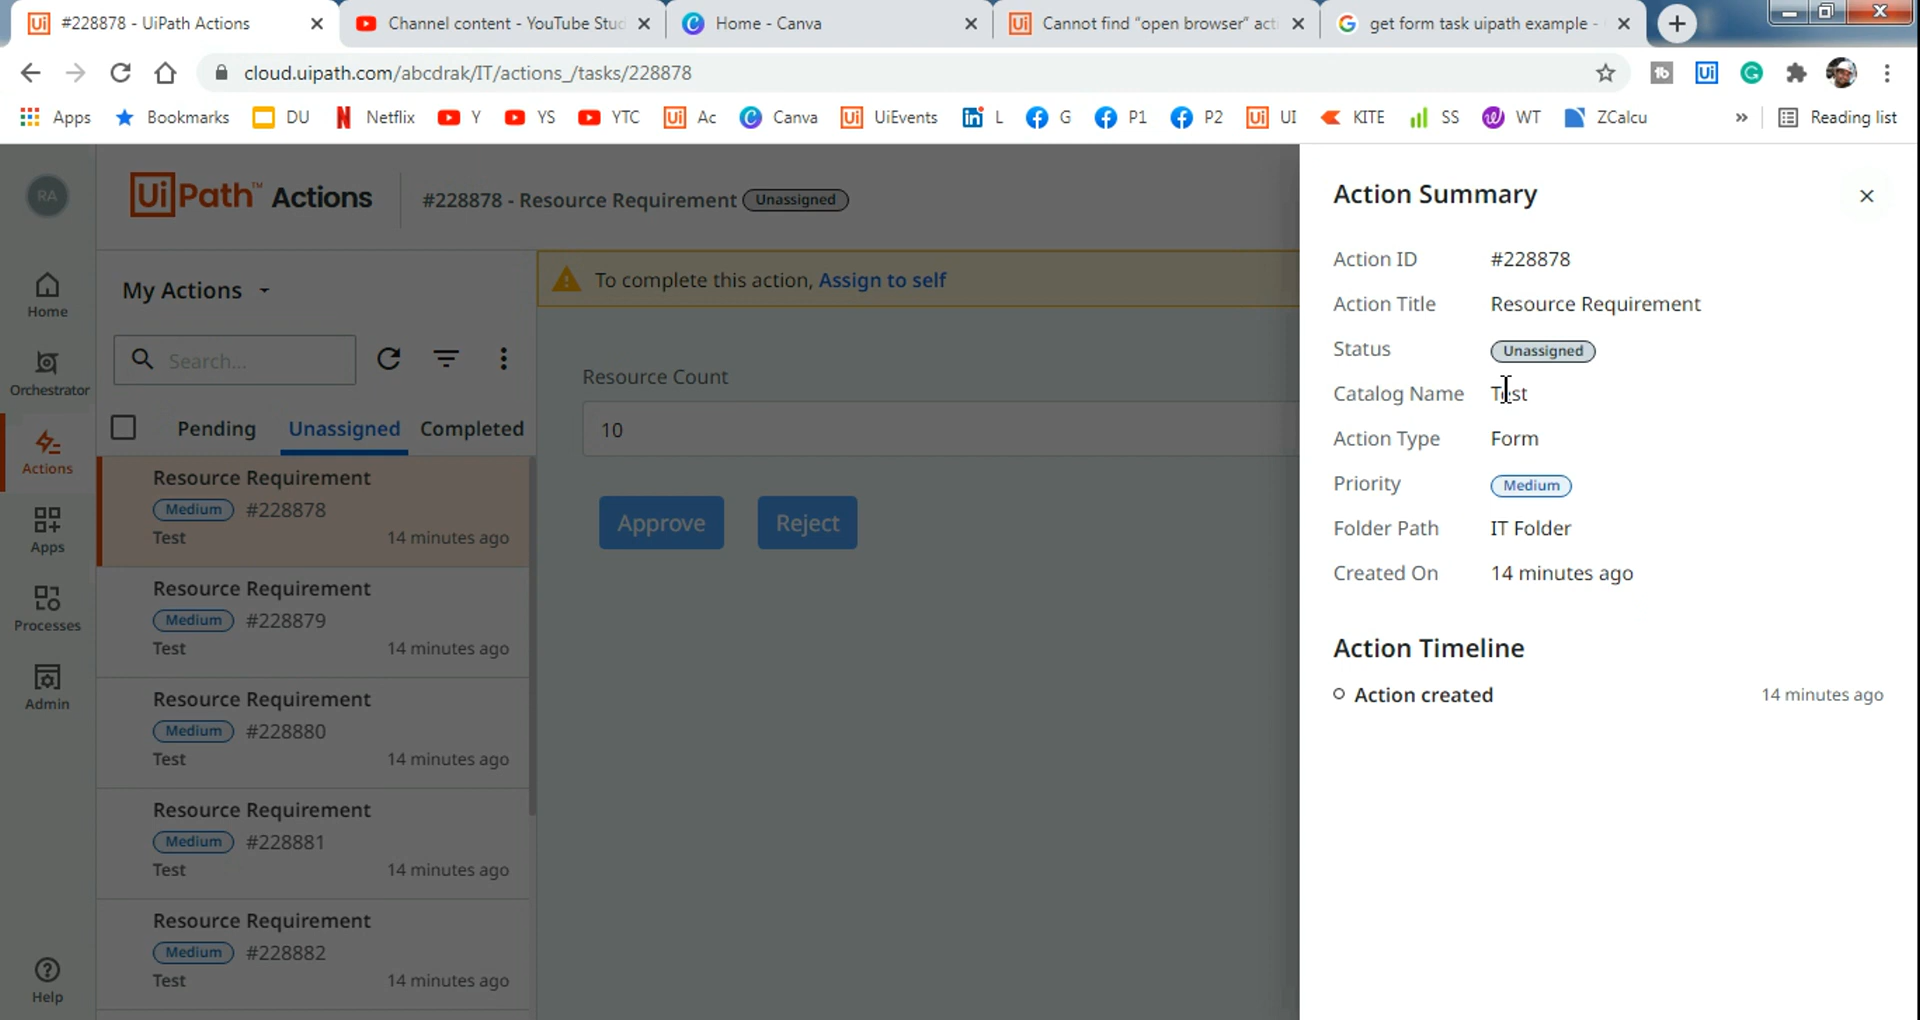 #228878 - UiPath Actions
Channel content - YouTube Stud
Home - Canva
Cannot find “open browser” acti
get form task uipath example -
cloud.uipath.com/abcdrak/IT/actions_/tasks/228878
Apps Bookmarks DU Netflix Y YS YTC Ac Canva UiEvents L G P1 P2 UI KITE SS WT ZCalcu » Reading list
RA
UiPath™ Actions
#228878 - Resource Requirement Unassigned
Home
Orchestrator
Actions
Apps
Processes
Admin
Help
My Actions
Search...
Pending Unassigned Completed
Resource Requirement
Medium #228878
Test 14 minutes ago
Resource Requirement
Medium #228879
Test 14 minutes ago
Resource Requirement
Medium #228880
Test 14 minutes ago
Resource Requirement
Medium #228881
Test 14 minutes ago
Resource Requirement
Medium #228882
Test 14 minutes ago
To complete this action, Assign to self
Resource Count
10
Approve Reject
Action Summary
Action ID #228878
Action Title Resource Requirement
Status Unassigned
Catalog Name Test
Action Type Form
Priority Medium
Folder Path IT Folder
Created On 14 minutes ago
Action Timeline
Action created 14 minutes ago